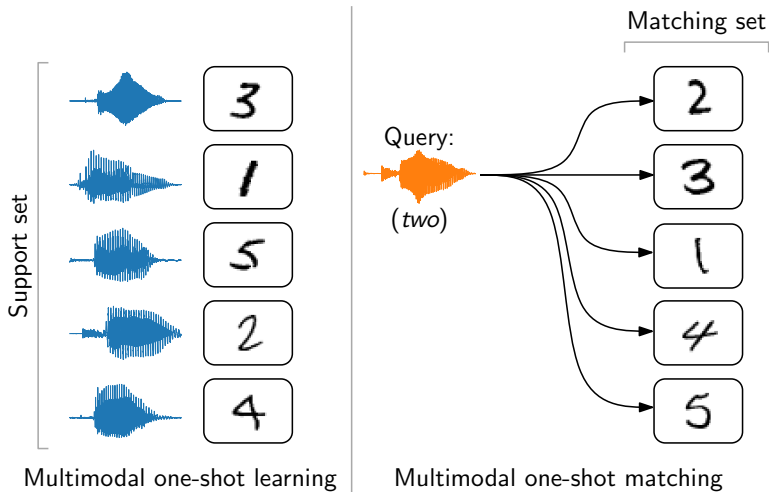 Support set
3
1
5
2
4
Multimodal one-shot learning
Matching set
Query:
(two)
2
3
1
4
5
Multimodal one-shot matching